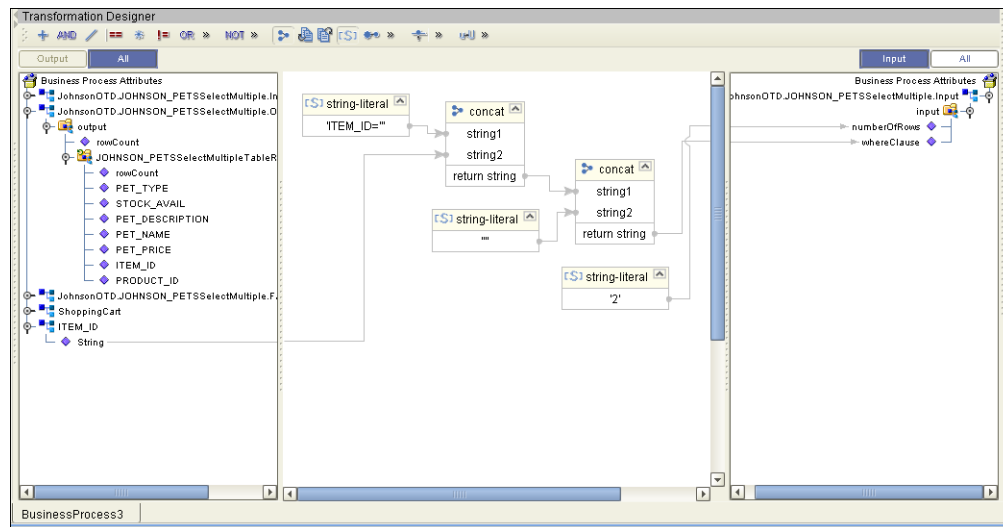 Transformation Designer
+ AND / == != OR » NOT » [S] » » »
Output All Input All
Business Process Attributes
JohnsonOTD.JOHNSON_PETSSelectMultiple.In
JohnsonOTD.JOHNSON_PETSSelectMultiple.O
output
rowCount
JOHNSON_PETSSelectMultipleTableR
rowCount
PET_TYPE
STOCK_AVAIL
PET_DESCRIPTION
PET_NAME
PET_PRICE
ITEM_ID
PRODUCT_ID
JohnsonOTD.JOHNSON_PETSSelectMultiple.F
ShoppingCart
ITEM_ID
String
[S] string-literal
'ITEM_ID='"
concat
string1
string2
return string
concat
string1
string2
return string
[S] string-literal
""
[S] string-literal
'2'
Business Process Attributes
ohnsonOTD.JOHNSON_PETSSelectMultiple.Input
input
numberOfRows
whereClause
BusinessProcess3